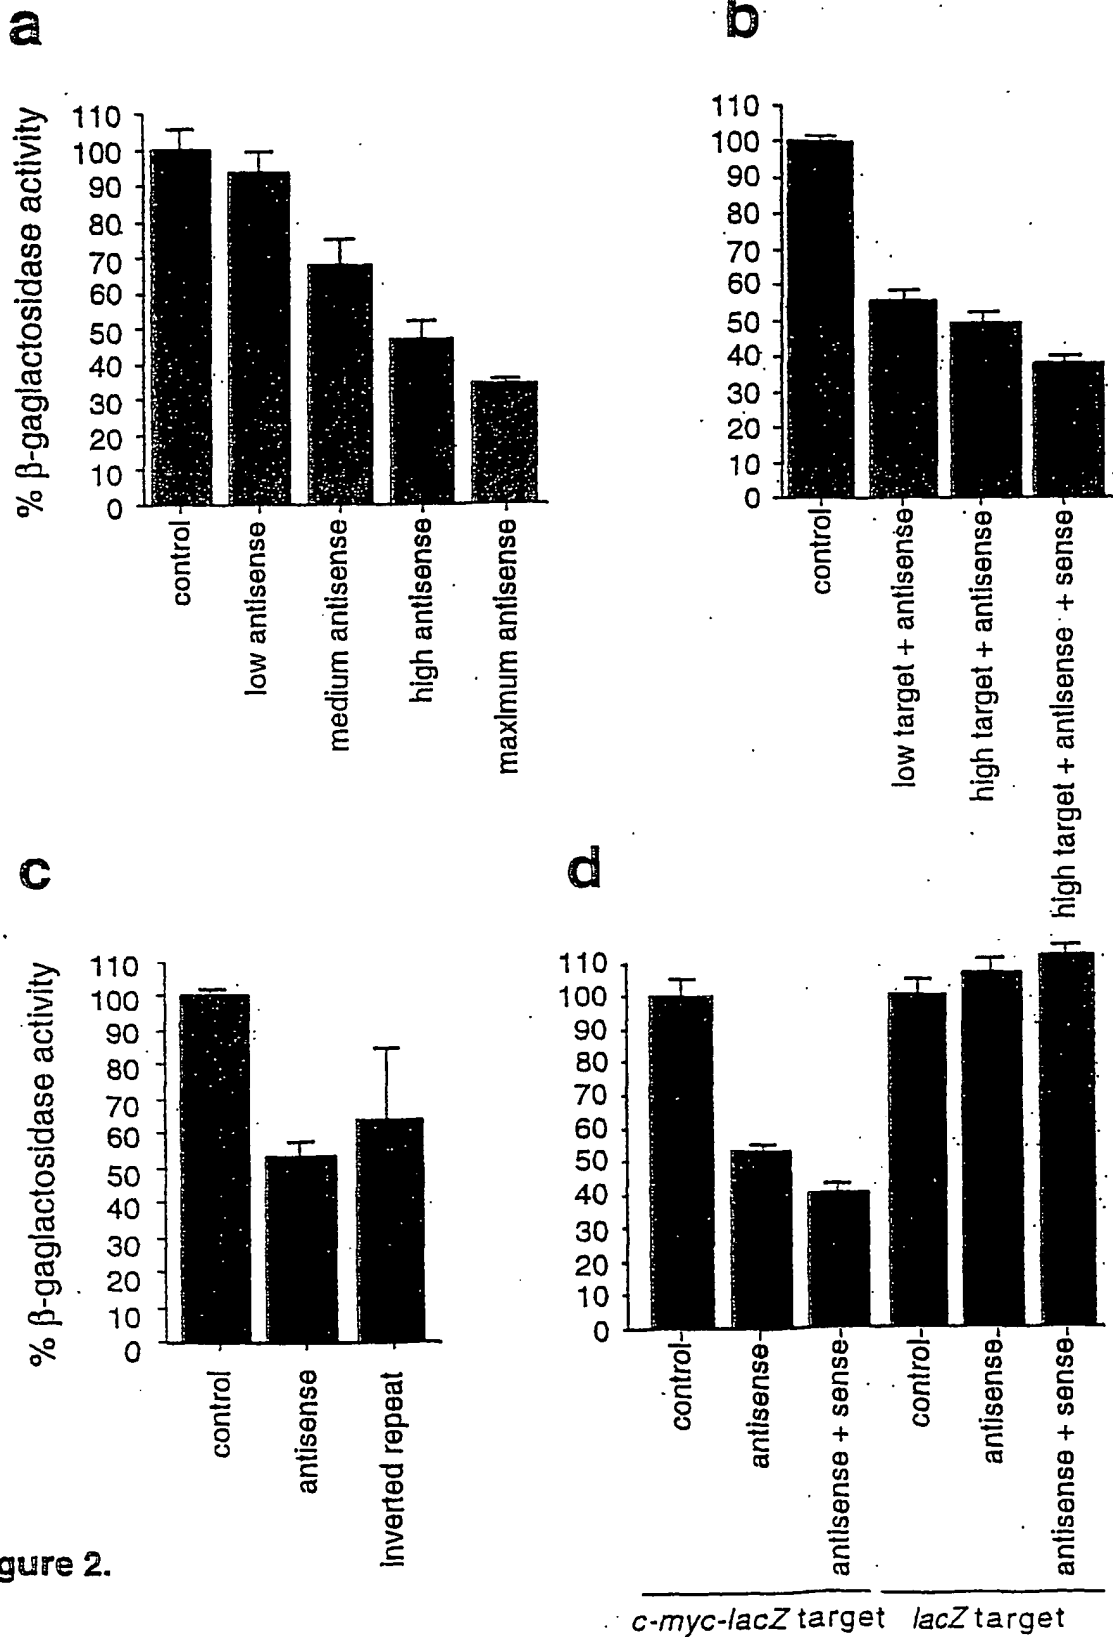 a
% β-gaglactosidase activity
110
100
90
80
70
60
50
40
30
20
10
0
control
low antisense
medium antisense
high antisense
maximum antisense
b
110
100
90
80
70
60
50
40
30
20
10
0
control
low target + antisense
high target + antisense
high target + antisense + sense
c
% β-gaglactosidase activity
110
100
90
80
70
60
50
40
30
20
10
0
control
antisense
inverted repeat
d
110
100
90
80
70
60
50
40
30
20
10
0
control
antisense
antisense + sense
control
antisense
antisense + sense
c-myc-lacZ target
lacZ target
gure 2.